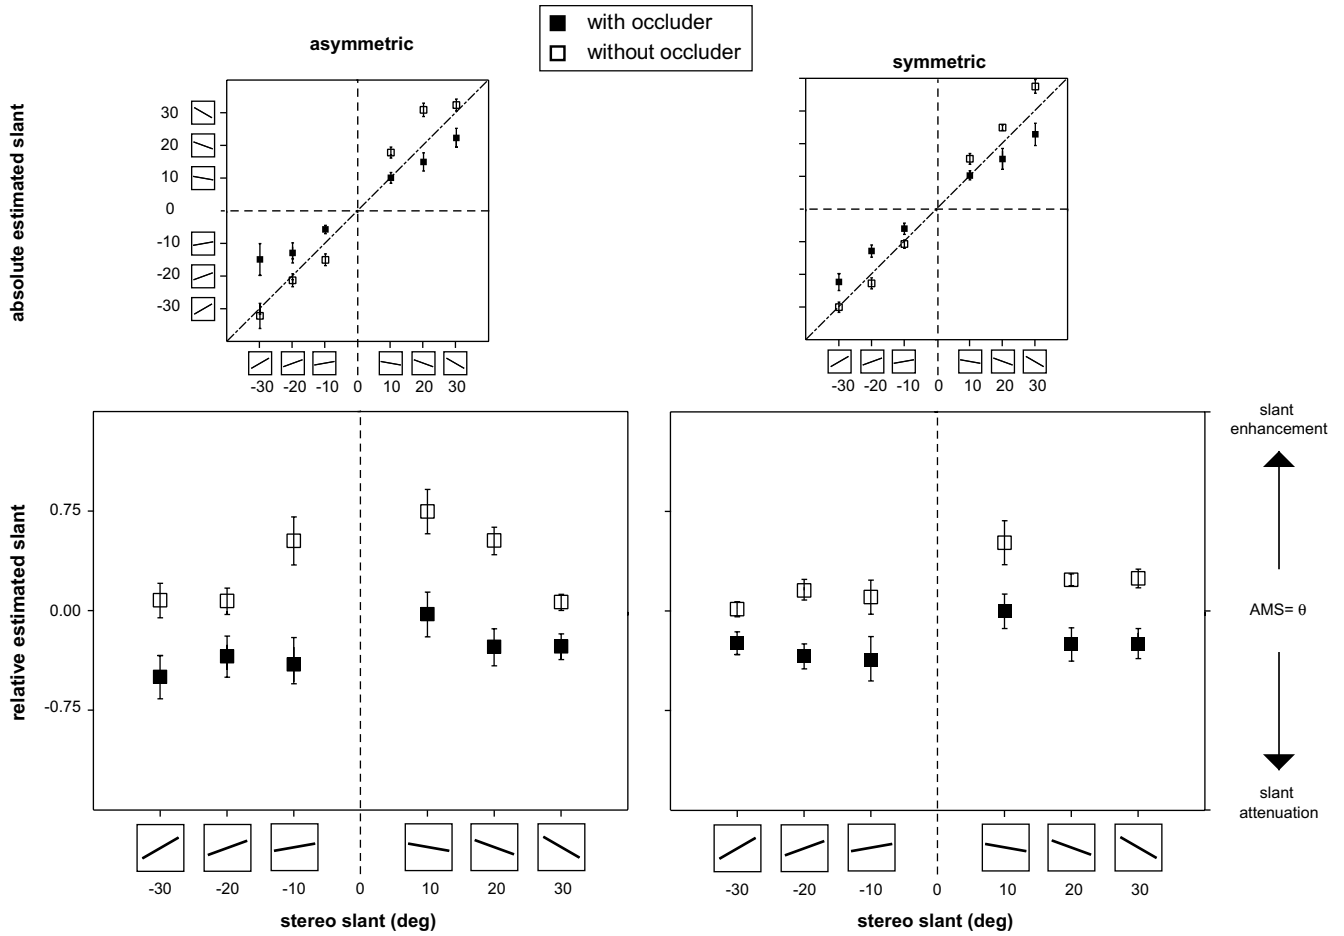 with occluder
without occluder
asymmetric
symmetric
absolute estimated slant
30
20
10
0
-10
-20
-30
-30 -20 -10 0 10 20 30
-30 -20 -10 0 10 20 30
relative estimated slant
0.75
0.00
-0.75
slant
enhancement
AMS= θ
slant
attenuation
-30 -20 -10 0 10 20 30
-30 -20 -10 0 10 20 30
stereo slant (deg)
stereo slant (deg)